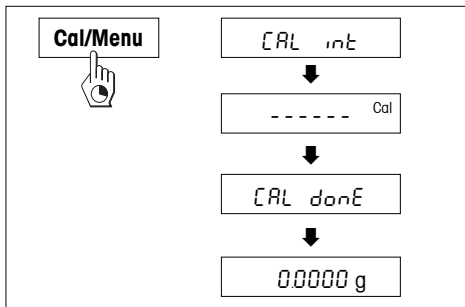 Cal/Menu
CAL int
- - - - - - Cal
CAL donE
0.0000 g